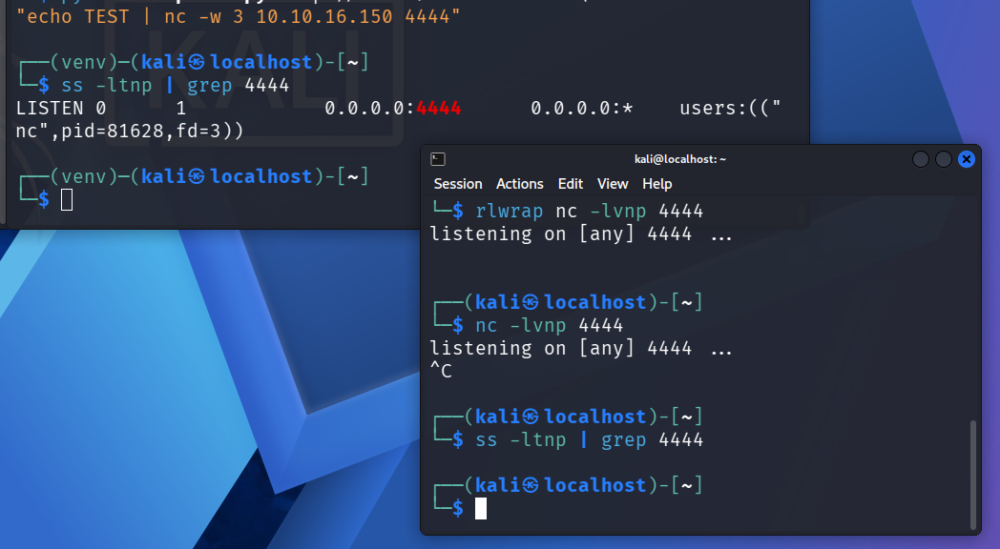 "echo TEST | nc -w 3 10.10.16.150 4444"
┌──(venv)─(kali㉿localhost)-[~]
└─$ ss -ltnp | grep 4444
LISTEN 0      1            0.0.0.0:4444      0.0.0.0:*    users:(("
nc",pid=81628,fd=3))
┌──(venv)─(kali㉿localhost)-[~]
└─$
kali@localhost: ~
Session Actions Edit View Help
└─$ rlwrap nc -lvnp 4444
listening on [any] 4444 ...
┌──(kali㉿localhost)-[~]
└─$ nc -lvnp 4444
listening on [any] 4444 ...
^C
┌──(kali㉿localhost)-[~]
└─$ ss -ltnp | grep 4444
┌──(kali㉿localhost)-[~]
└─$